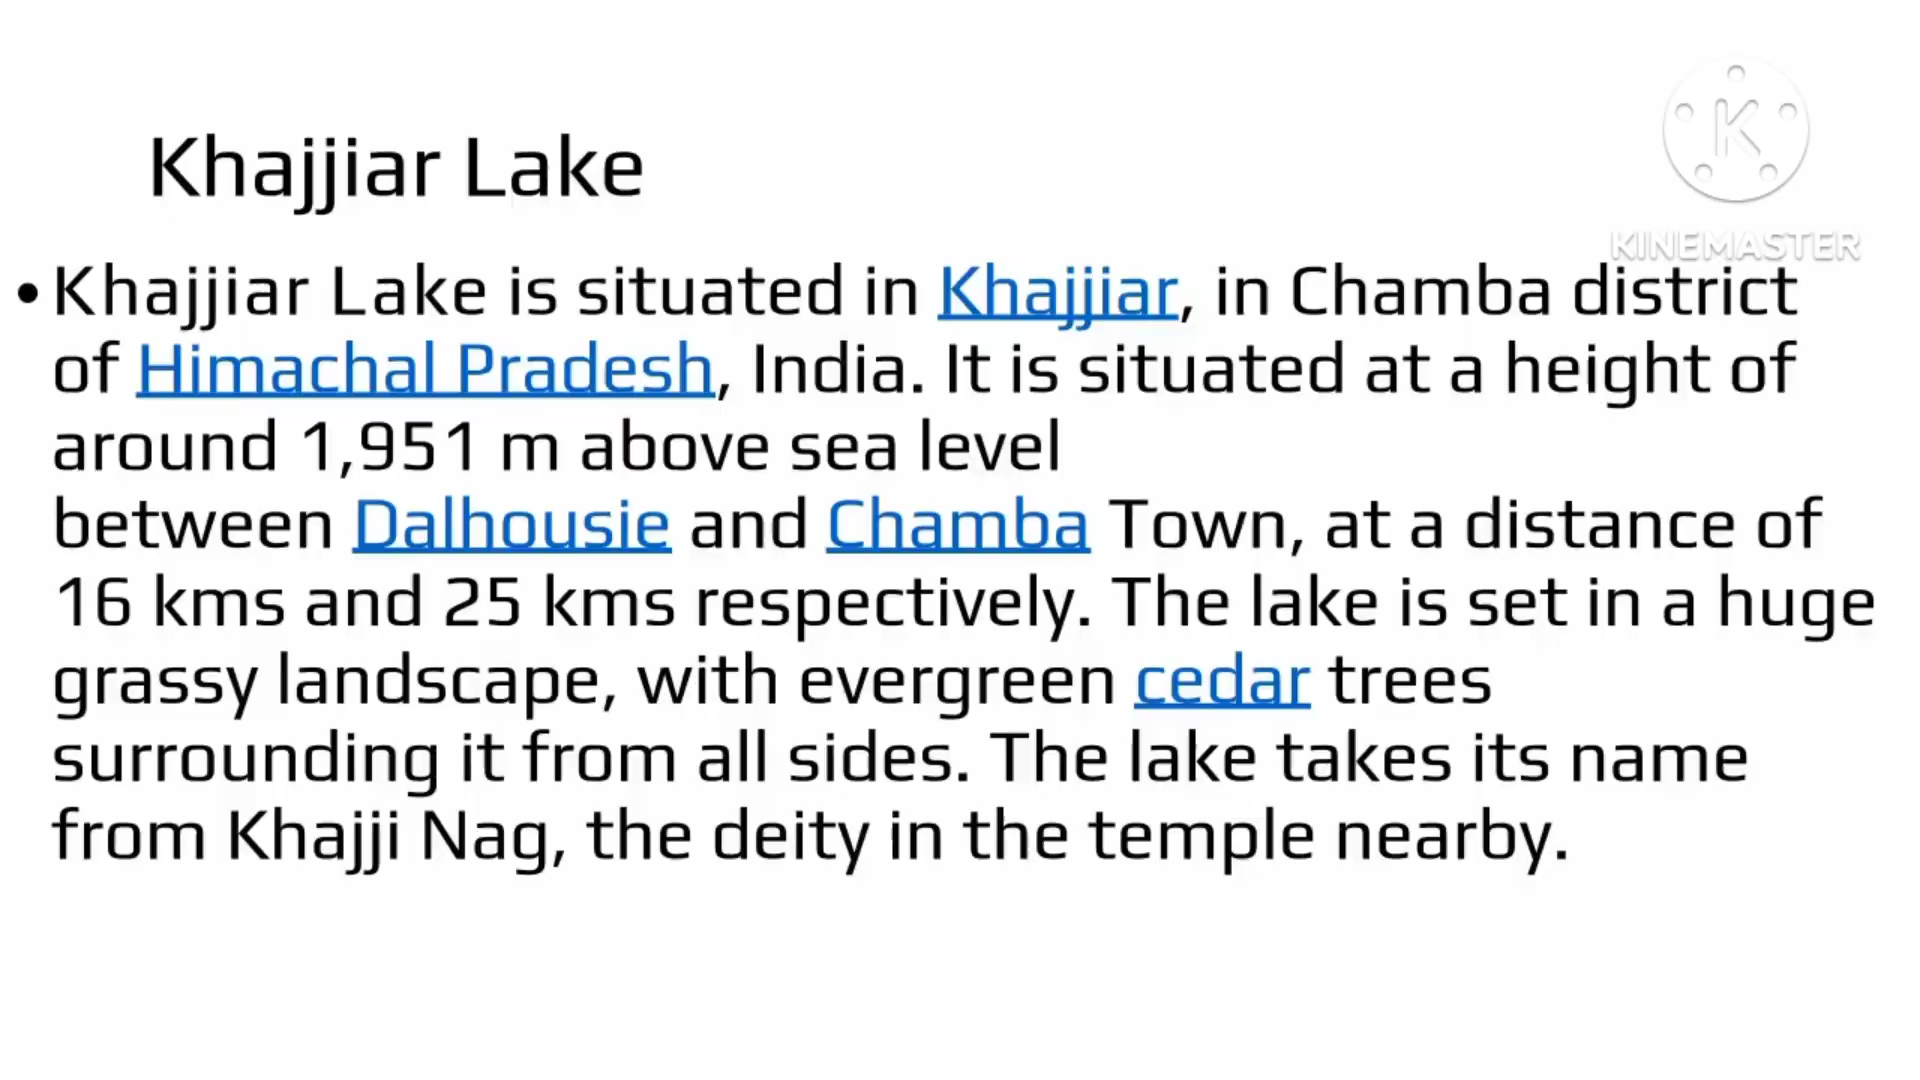 Khajjiar Lake
K
KINEMASTER
• Khajjiar Lake is situated in Khajjiar, in Chamba district
of Himachal Pradesh, India. It is situated at a height of
around 1,951 m above sea level
between Dalhousie and Chamba Town, at a distance of
16 kms and 25 kms respectively. The lake is set in a huge
grassy landscape, with evergreen cedar trees
surrounding it from all sides. The lake takes its name
from Khajji Nag, the deity in the temple nearby.